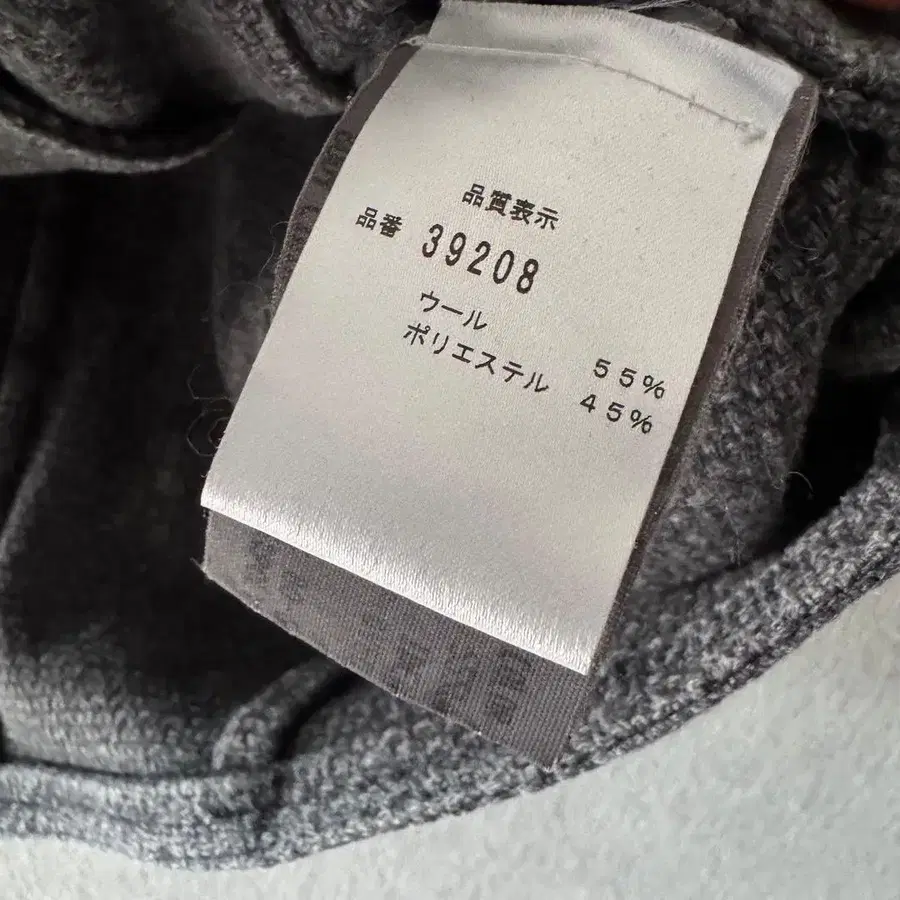 品質表示
品番 39208
ウール 55%
ポリエステル 45%